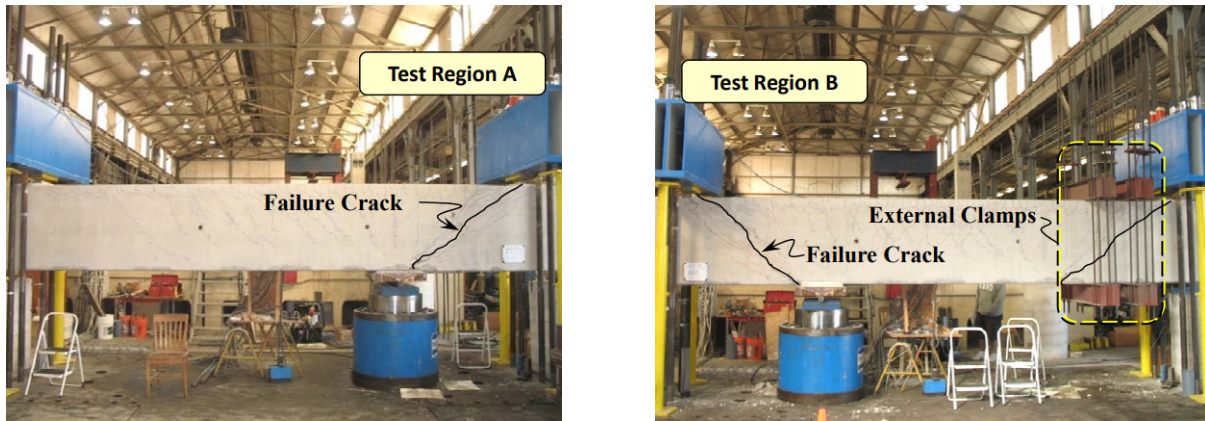 Test Region A
Failure Crack
Test Region B
External Clamps
Failure Crack